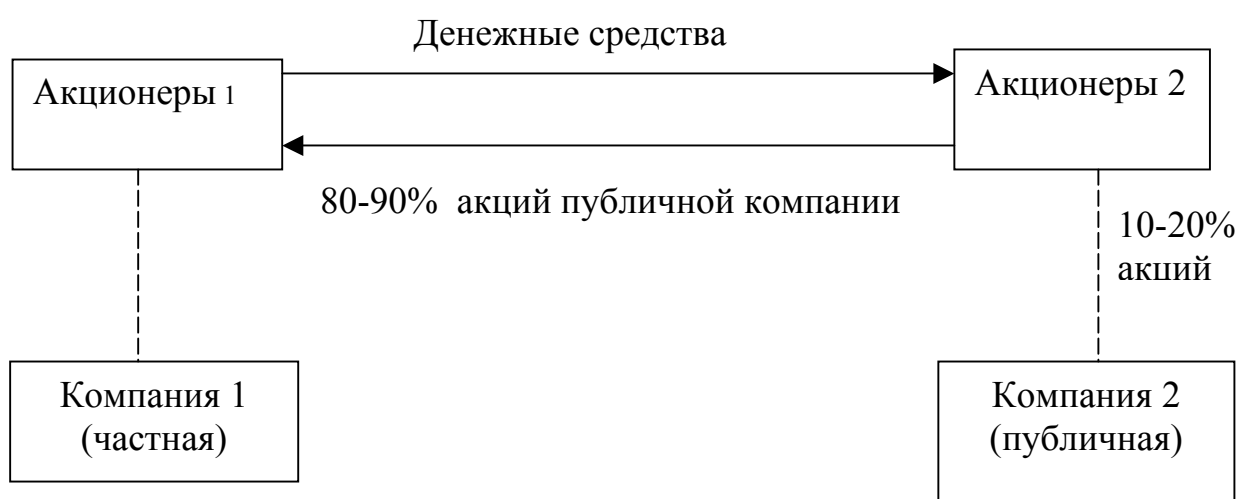 Денежные средства
Акционеры 1
Акционеры 2
80-90% акций публичной компании
10-20%
акций
Компания 1
(частная)
Компания 2
(публичная)